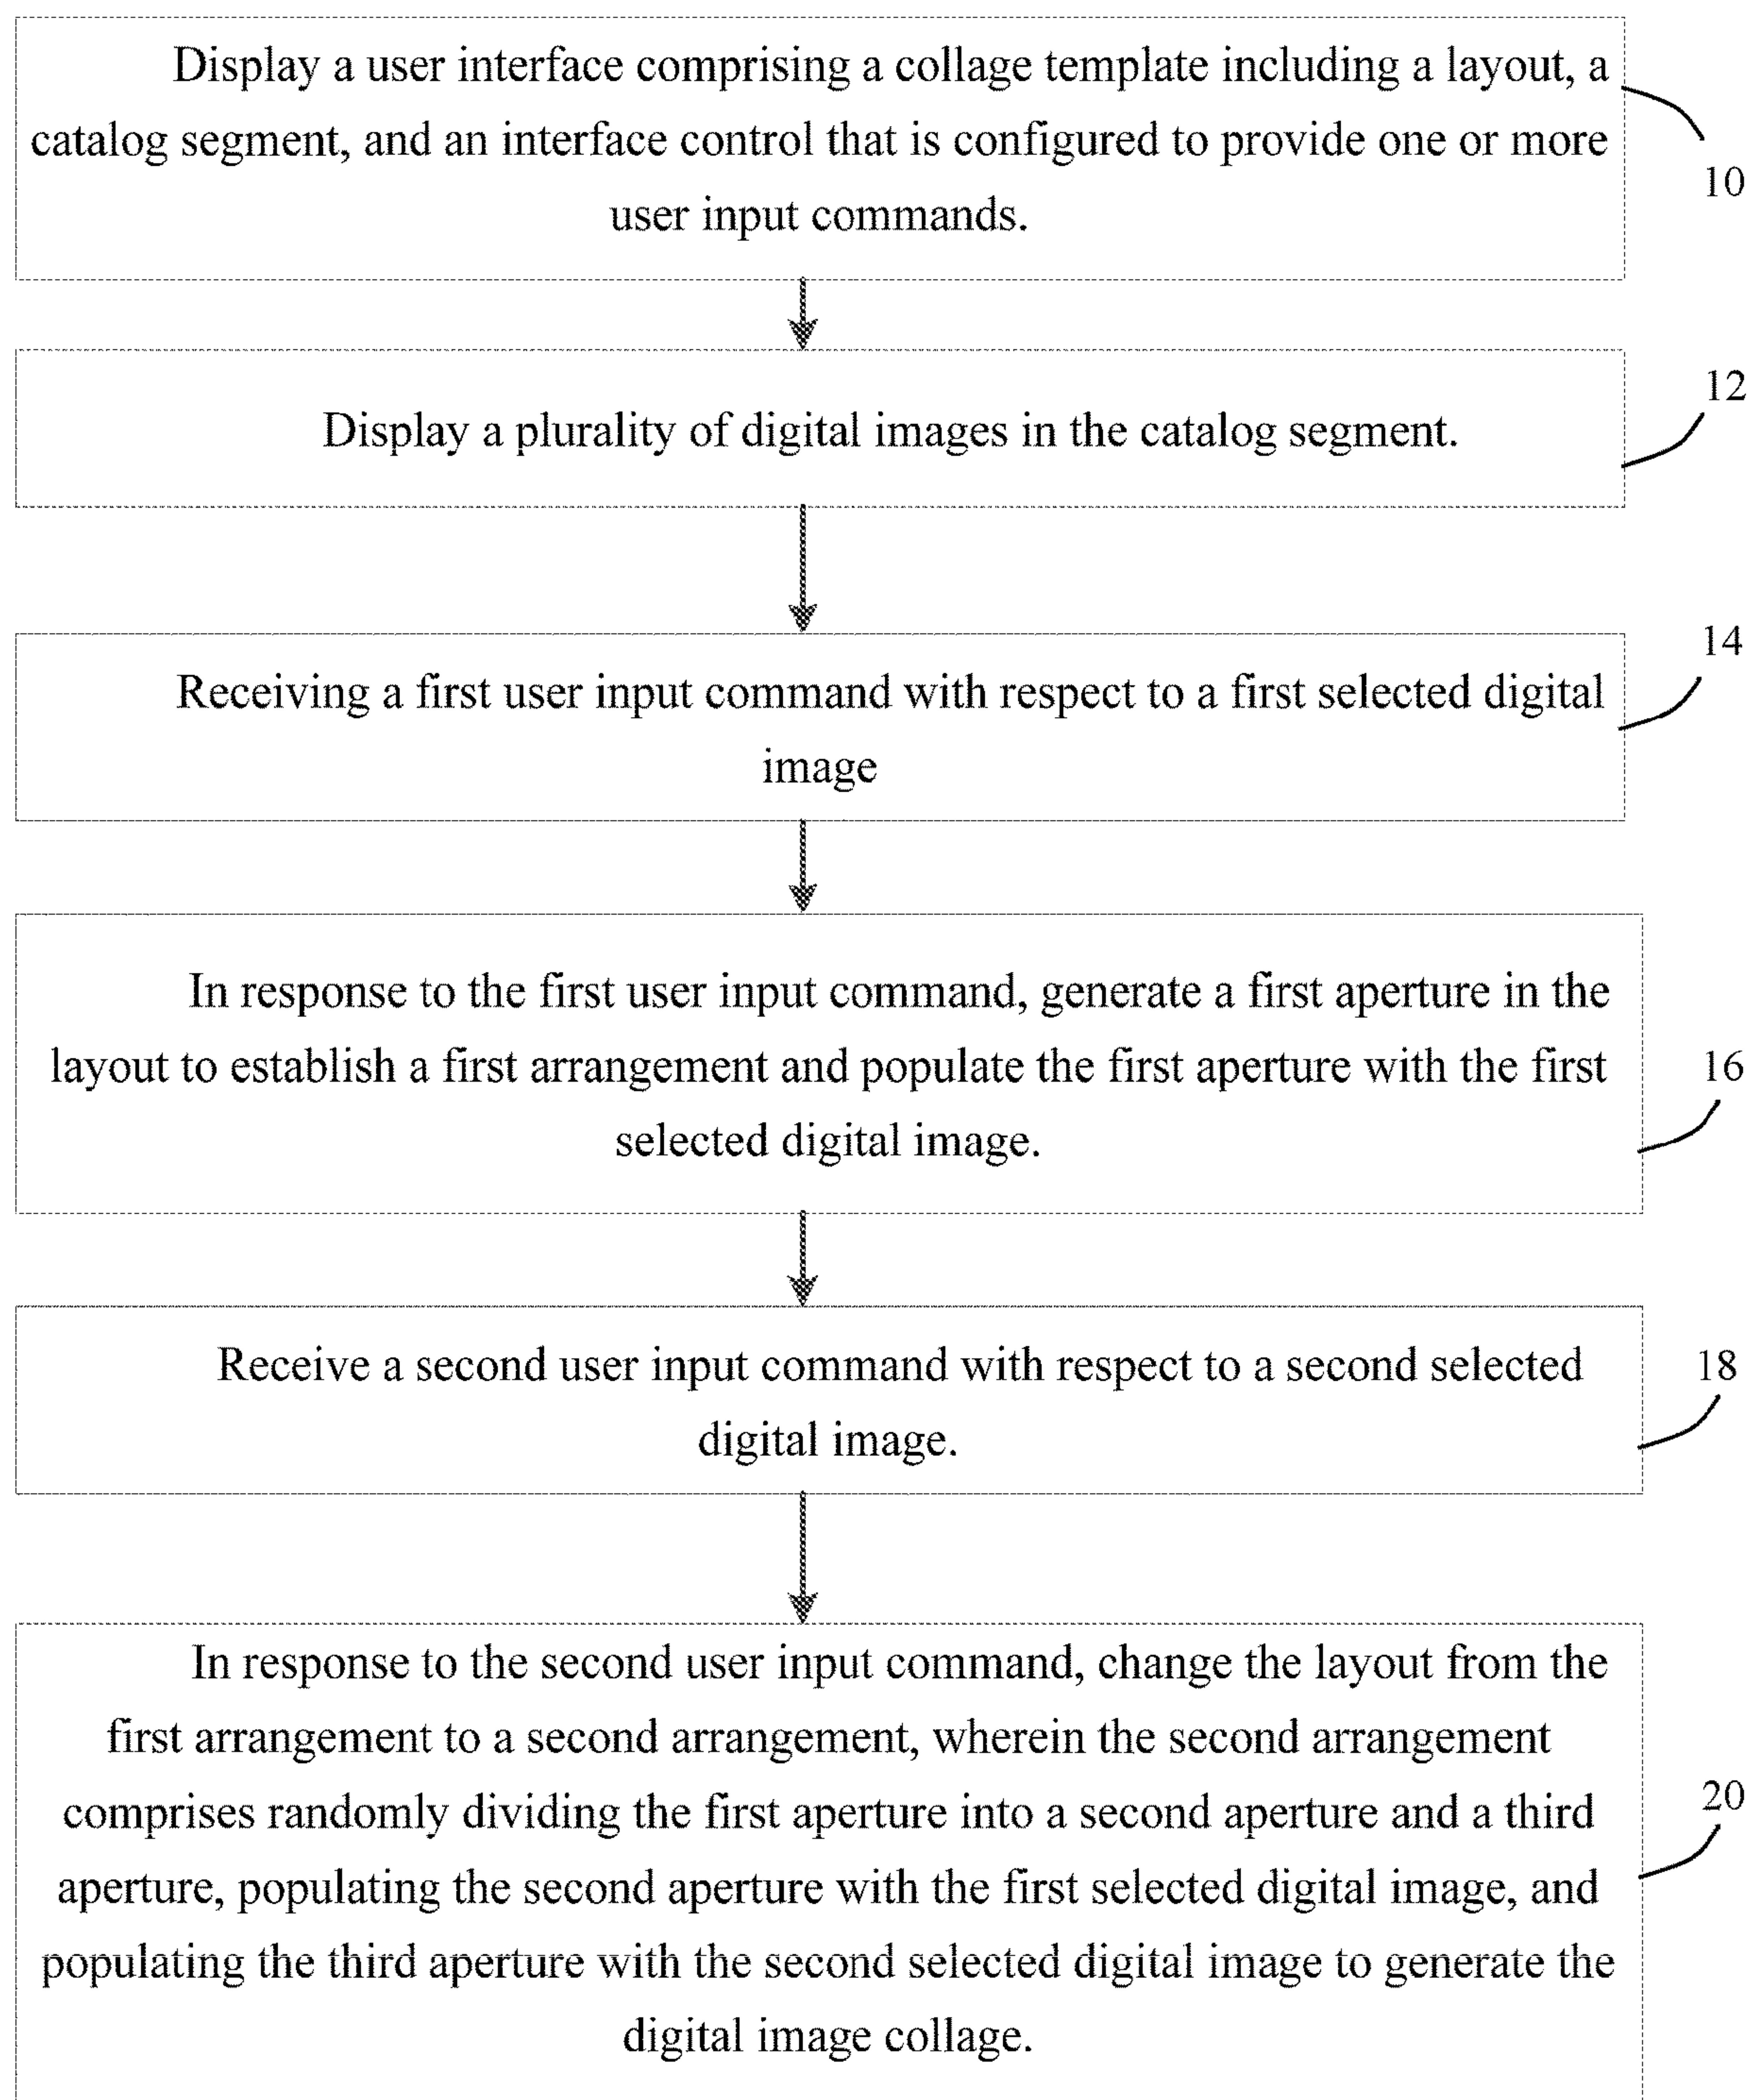 Display a user interface comprising a collage template including a layout, a
catalog segment, and an interface control that is configured to provide one or more
user input commands.
10
12
Display a plurality of digital images in the catalog segment.
14
Receiving a first user input command with respect to a first selected digital
image
In response to the first user input command, generate a first aperture in the
layout to establish a first arrangement and populate the first aperture with the first
selected digital image.
16
Receive a second user input command with respect to a second selected
digital image.
18
In response to the second user input command, change the layout from the
first arrangement to a second arrangement, wherein the second arrangement
comprises randomly dividing the first aperture into a second aperture and a third
aperture, populating the second aperture with the first selected digital image, and
populating the third aperture with the second selected digital image to generate the
digital image collage.
20